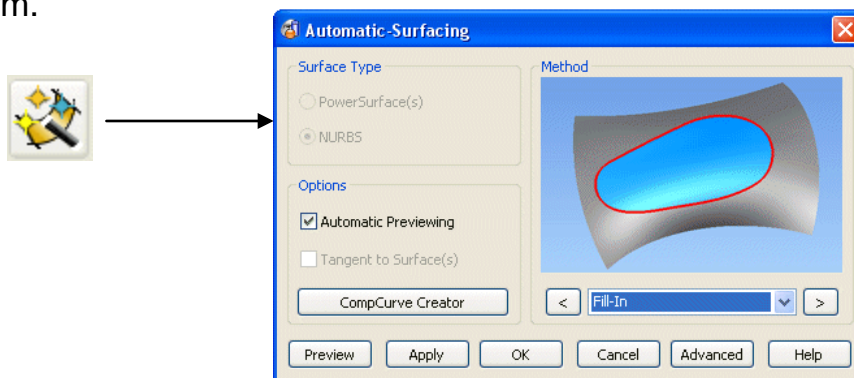 m.
Automatic-Surfacing
Surface Type
PowerSurface(s)
NURBS
Options
Automatic Previewing
Tangent to Surface(s)
CompCurve Creator
Method
< Fill-In >
Preview Apply OK Cancel Advanced Help